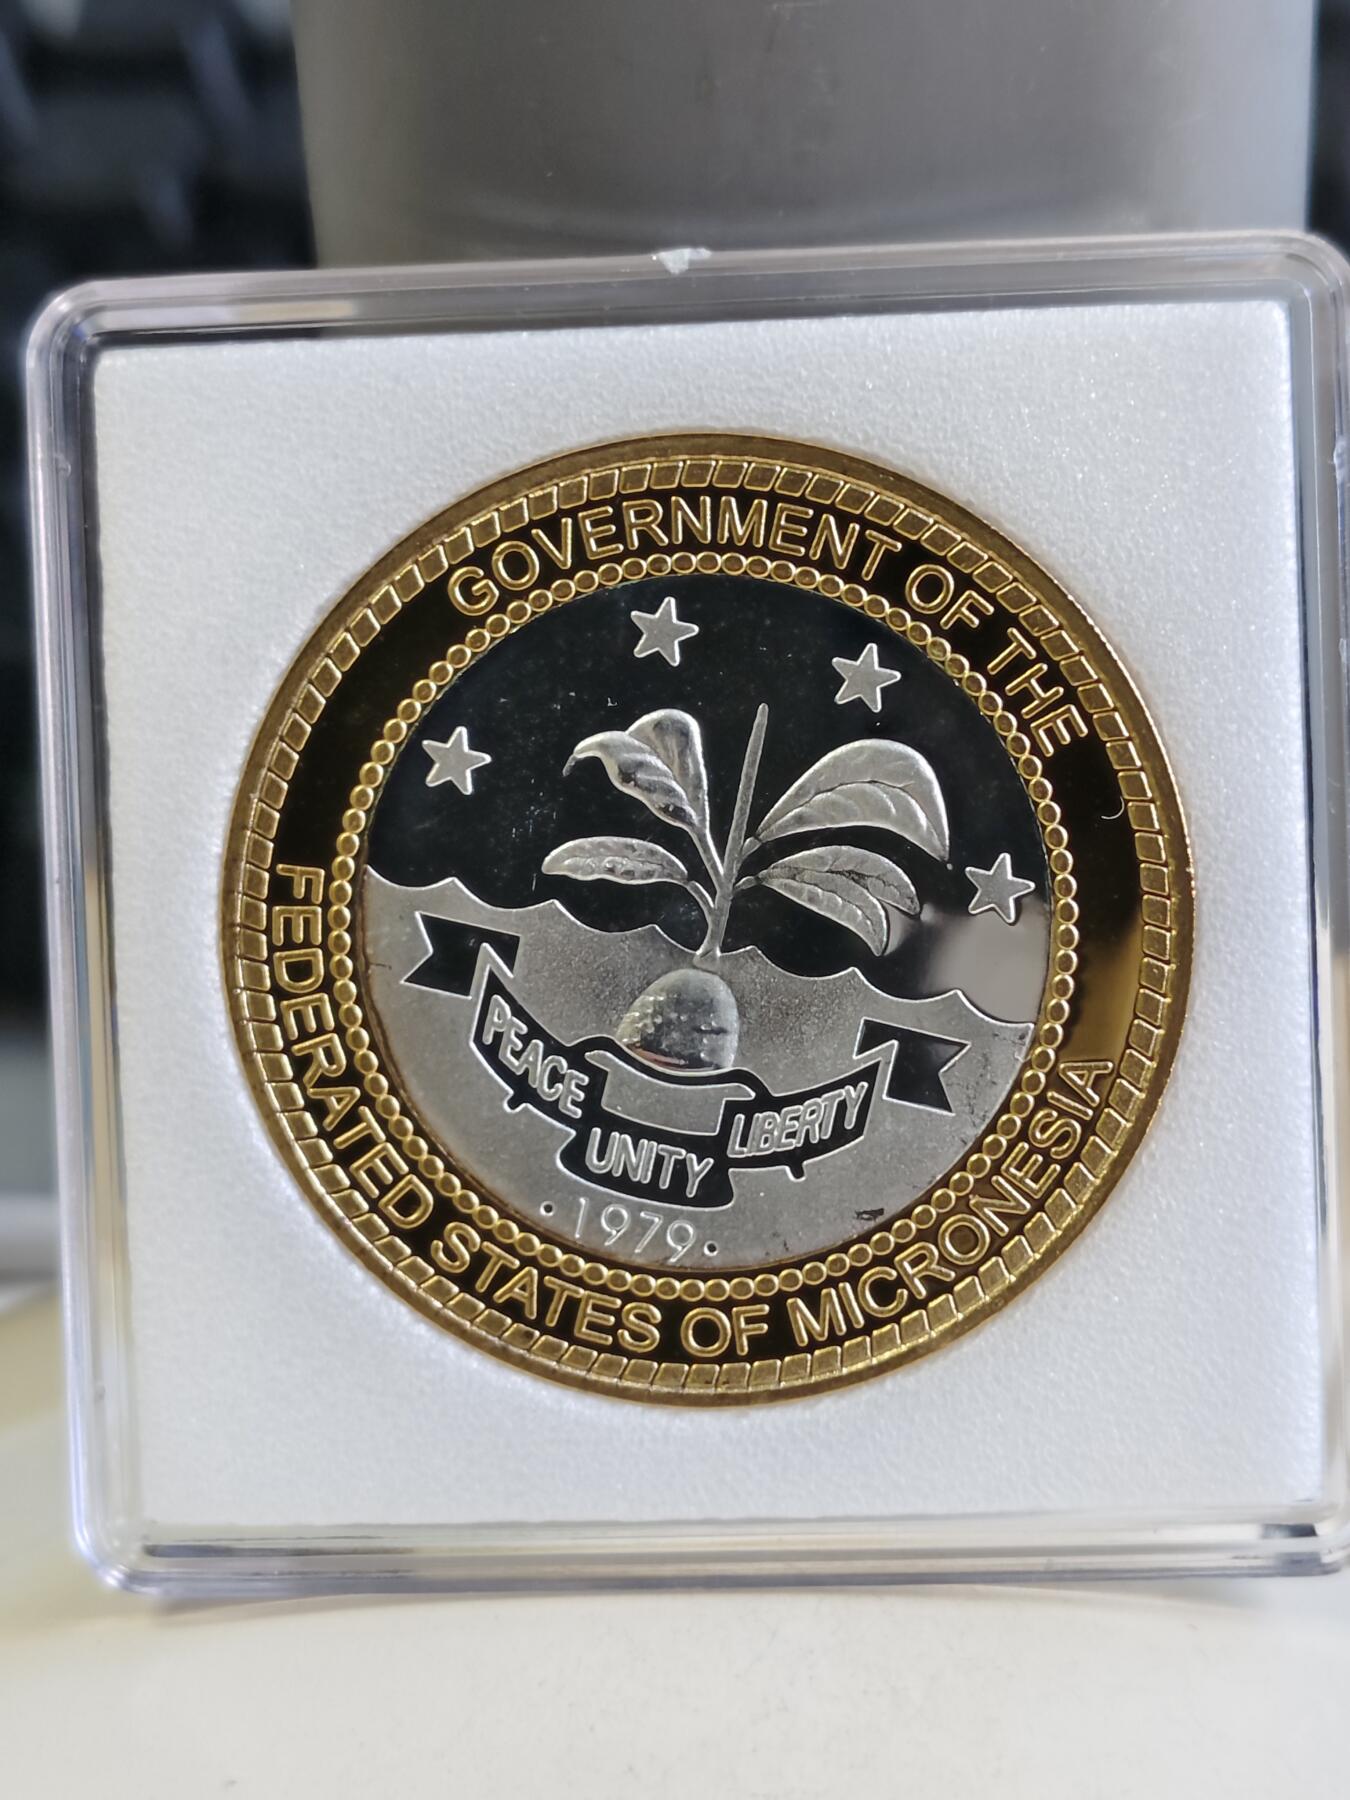 GOVERNMENT OF THE
FEDERATED STATES OF MICRONESIA
PEACE
UNITY
LIBERTY
·1979·